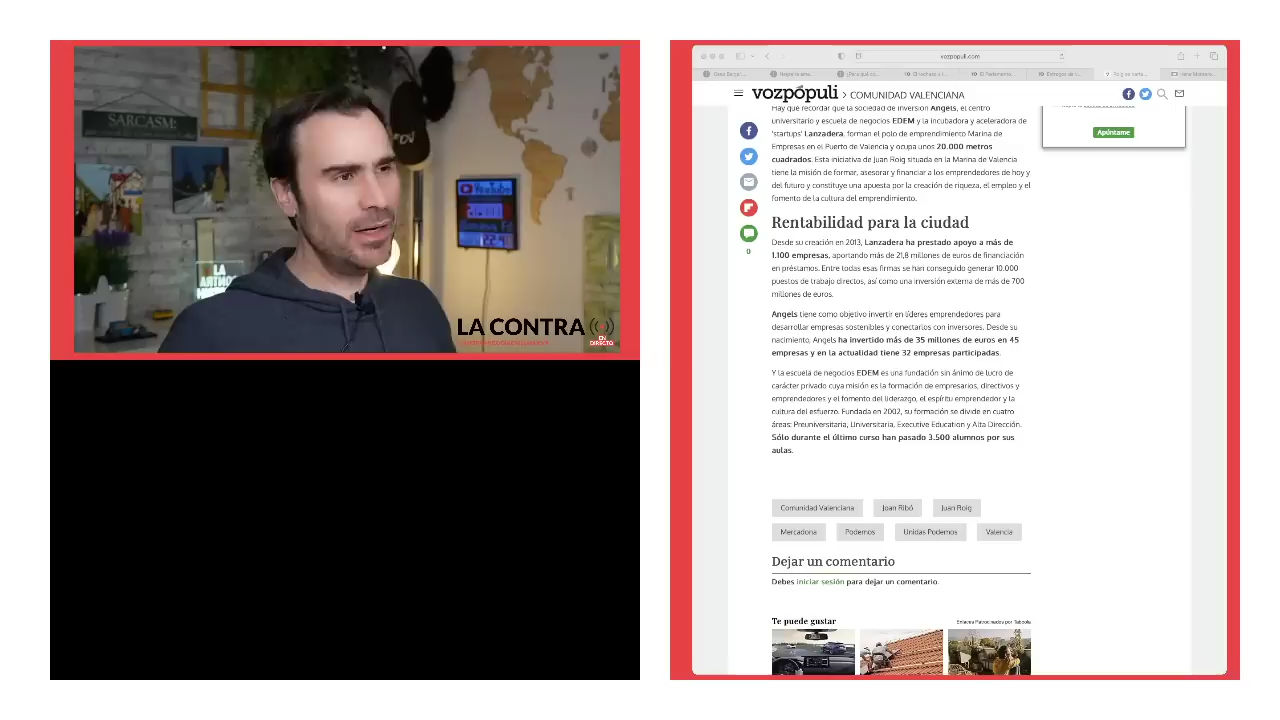 SARCASM:
YouTube
LA
LA CONTRA
EN
DIRECTO
vozpopuli.com
vozpópuli > COMUNIDAD VALENCIANA
Hay que recordar que la sociedad de inversión Angels, el centro
universitario y escuela de negocios EDEM y la incubadora y aceleradora de
'startups' Lanzadera, forman el polo de emprendimiento Marina de
Empresas en el Puerto de Valencia y ocupa unos 20.000 metros
cuadrados. Esta iniciativa de Juan Roig situada en la Marina de Valencia
tiene la misión de formar, asesorar y financiar a los emprendedores de hoy y
del futuro y constituye una apuesta por la creación de riqueza, el empleo y el
fomento de la cultura del emprendimiento.
Apúntame
0
Rentabilidad para la ciudad
Desde su creación en 2013, Lanzadera ha prestado apoyo a más de
1.100 empresas, aportando más de 21,8 millones de euros de financiación
en préstamos. Entre todas esas firmas se han conseguido generar 10.000
puestos de trabajo directos, así como una inversión externa de más de 700
millones de euros.
Angels tiene como objetivo invertir en líderes emprendedores para
desarrollar empresas sostenibles y conectarlos con inversores. Desde su
nacimiento, Angels ha invertido más de 35 millones de euros en 45
empresas y en la actualidad tiene 32 empresas participadas.
Y la escuela de negocios EDEM es una fundación sin ánimo de lucro de
carácter privado cuya misión es la formación de empresarios, directivos y
emprendedores y el fomento del liderazgo, el espíritu emprendedor y la
cultura del esfuerzo. Fundada en 2002, su formación se divide en cuatro
áreas: Preuniversitaria, Universitaria, Executive Education y Alta Dirección.
Sólo durante el último curso han pasado 3.500 alumnos por sus
aulas.
Comunidad Valenciana Joan Ribó Juan Roig
Mercadona Podemos Unidas Podemos Valencia
Dejar un comentario
Debes iniciar sesión para dejar un comentario.
Te puede gustar
Enlaces Patrocinados por Taboola